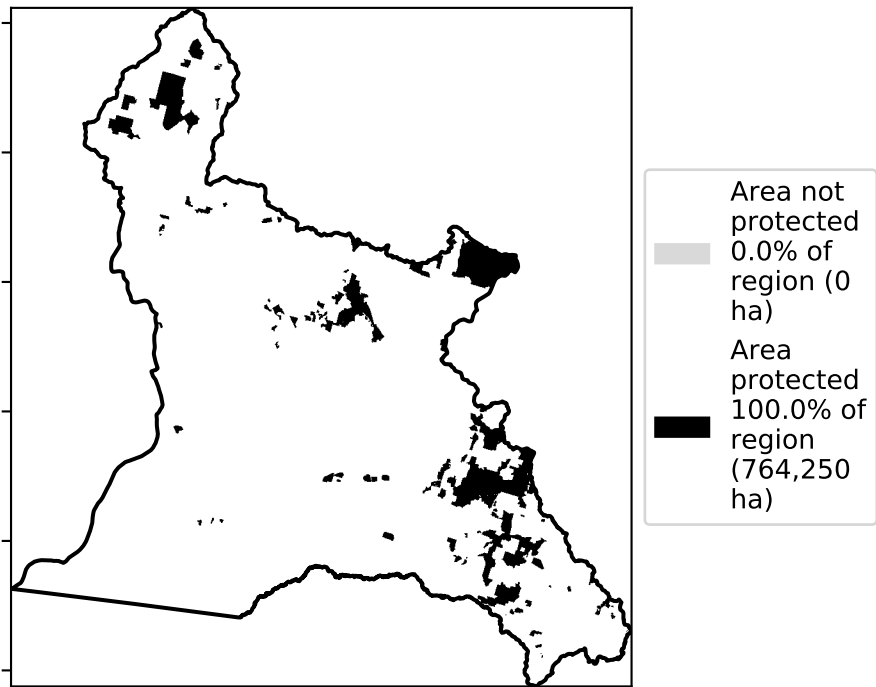 Area not
protected
0.0% of
region (0
ha)
Area
protected
100.0% of
region
(764,250
ha)